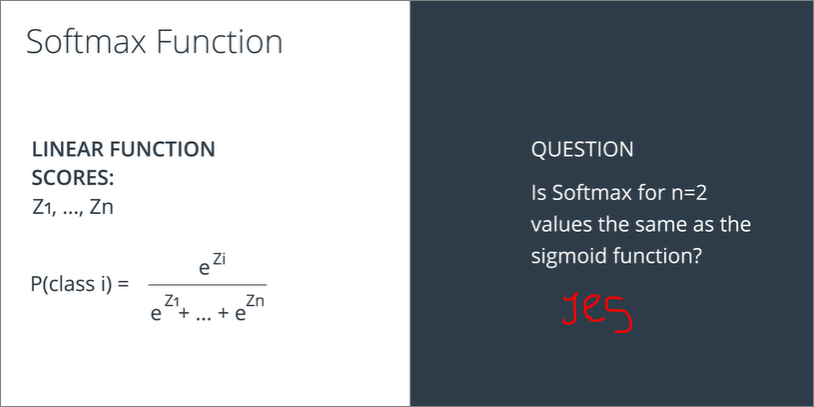 Softmax Function
LINEAR FUNCTION
SCORES:
Z1, ..., Zn
P(class i) = e^Zi / e^Z1 + ... + e^Zn
QUESTION
Is Softmax for n=2
values the same as the
sigmoid function?
yes